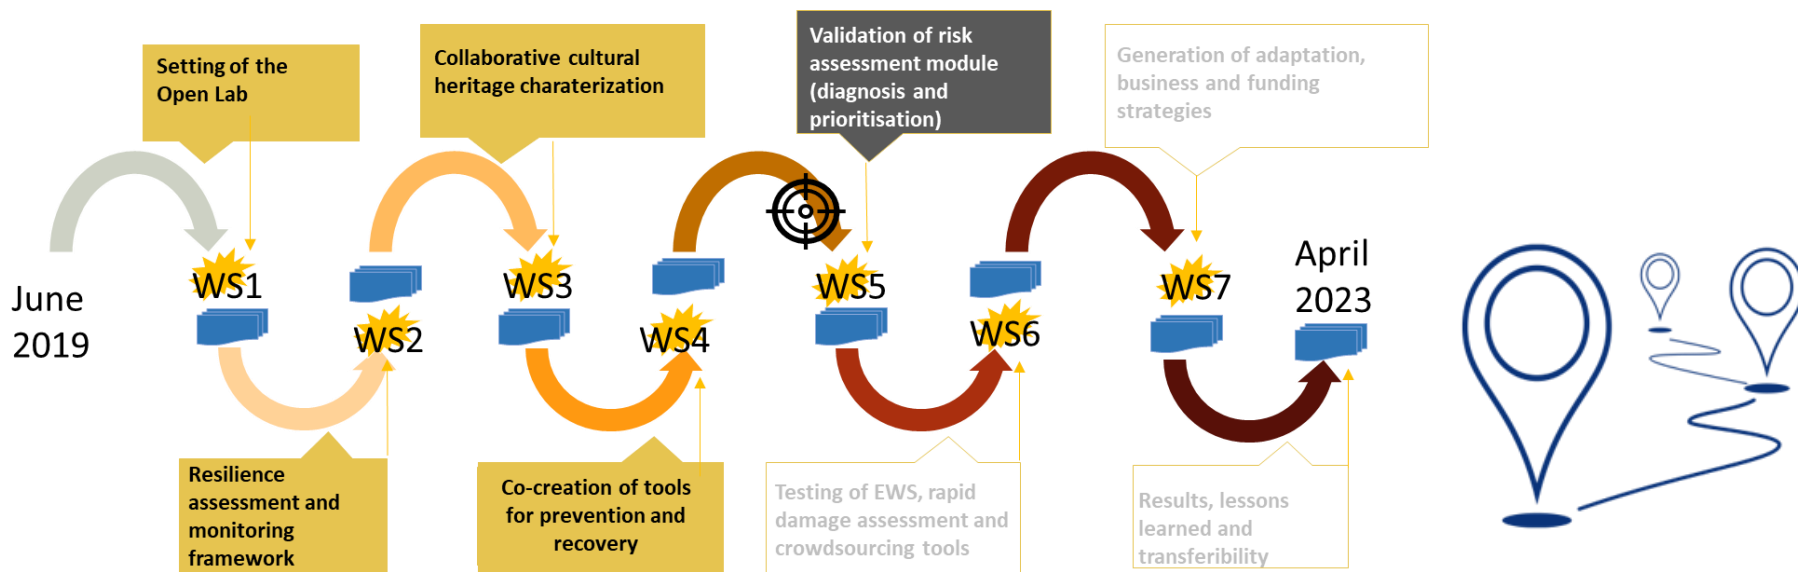 Setting of the
Open Lab
Collaborative cultural
heritage charaterization
Validation of risk
assessment module
(diagnosis and
prioritisation)
Generation of adaptation,
business and funding
strategies
June
2019
WS1
WS2
WS3
WS4
WS5
WS6
WS7
April
2023
Resilience
assessment and
monitoring
framework
Co-creation of tools
for prevention and
recovery
Testing of EWS, rapid
damage assessment and
crowdsourcing tools
Results, lessons
learned and
transferibility